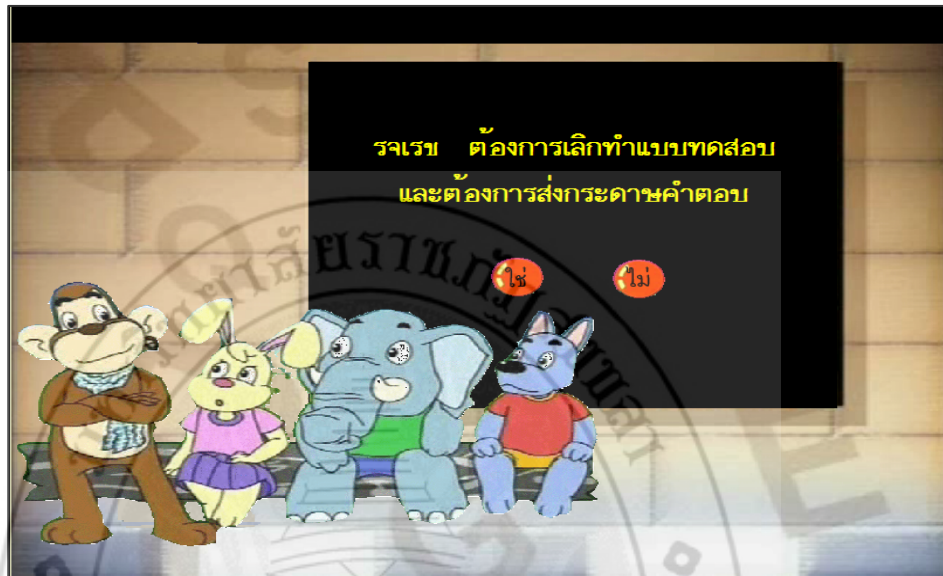 รจเรข ต้องการเลิกทำแบบทดสอบ
และต้องการส่งกระดาษคำตอบ
ใช่ ไม่